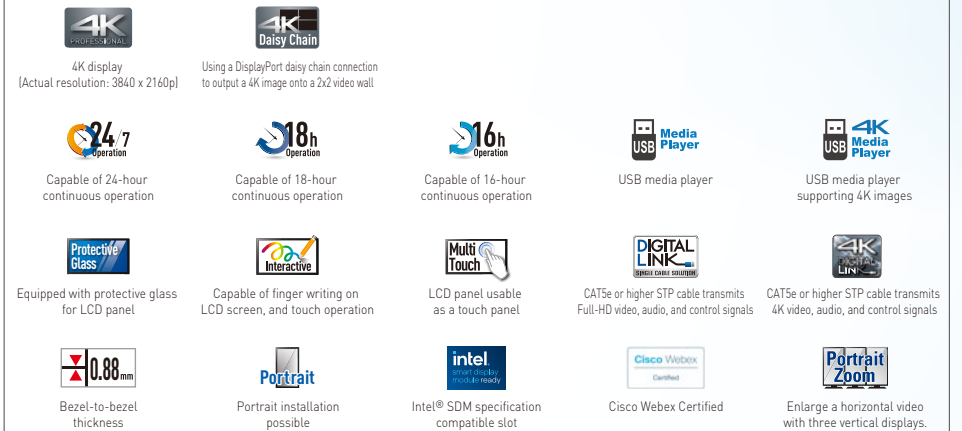 4K
PROFESSIONAL
4K display
(Actual resolution: 3840 x 2160p)
4K
Daisy Chain
Using a DisplayPort daisy chain connection
to output a 4K image onto a 2x2 video wall
24/7
Operation
Capable of 24-hour
continuous operation
18h
Operation
Capable of 18-hour
continuous operation
16h
Operation
Capable of 16-hour
continuous operation
USB
Media
Player
USB media player
USB
4K
Media
Player
USB media player
supporting 4K images
Protective
Glass
Equipped with protective glass
for LCD panel
Interactive
Capable of finger writing on
LCD screen, and touch operation
Multi
Touch
LCD panel usable
as a touch panel
DIGITAL
LINK
SINGLE CABLE SOLUTION
CAT5e or higher STP cable transmits
Full-HD video, audio, and control signals
4K
DIGITAL
LINK
CAT5e or higher STP cable transmits
4K video, audio, and control signals
0.88mm
Bezel-to-bezel
thickness
Portrait
Portrait installation
possible
intel
smart display
module ready
Intel® SDM specification
compatible slot
Cisco Webex
Certified
Cisco Webex Certified
Portrait
Zoom
Enlarge a horizontal video
with three vertical displays.